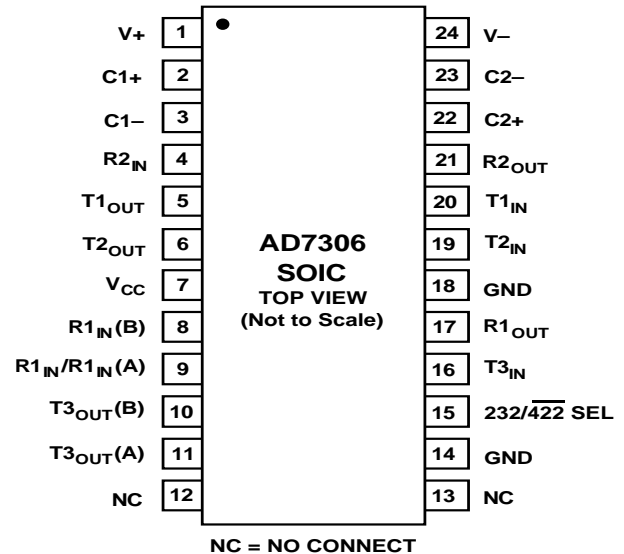 V+ 1 24 V–
C1+ 2 23 C2–
C1– 3 22 C2+
R2IN 4 21 R2OUT
T1OUT 5 20 T1IN
T2OUT 6 19 T2IN
VCC 7 18 GND
R1IN(B) 8 17 R1OUT
R1IN/R1IN(A) 9 16 T3IN
T3OUT(B) 10 15 232/4̅2̅2̅ SEL
T3OUT(A) 11 14 GND
NC 12 13 NC
AD7306
SOIC
TOP VIEW
(Not to Scale)
NC = NO CONNECT